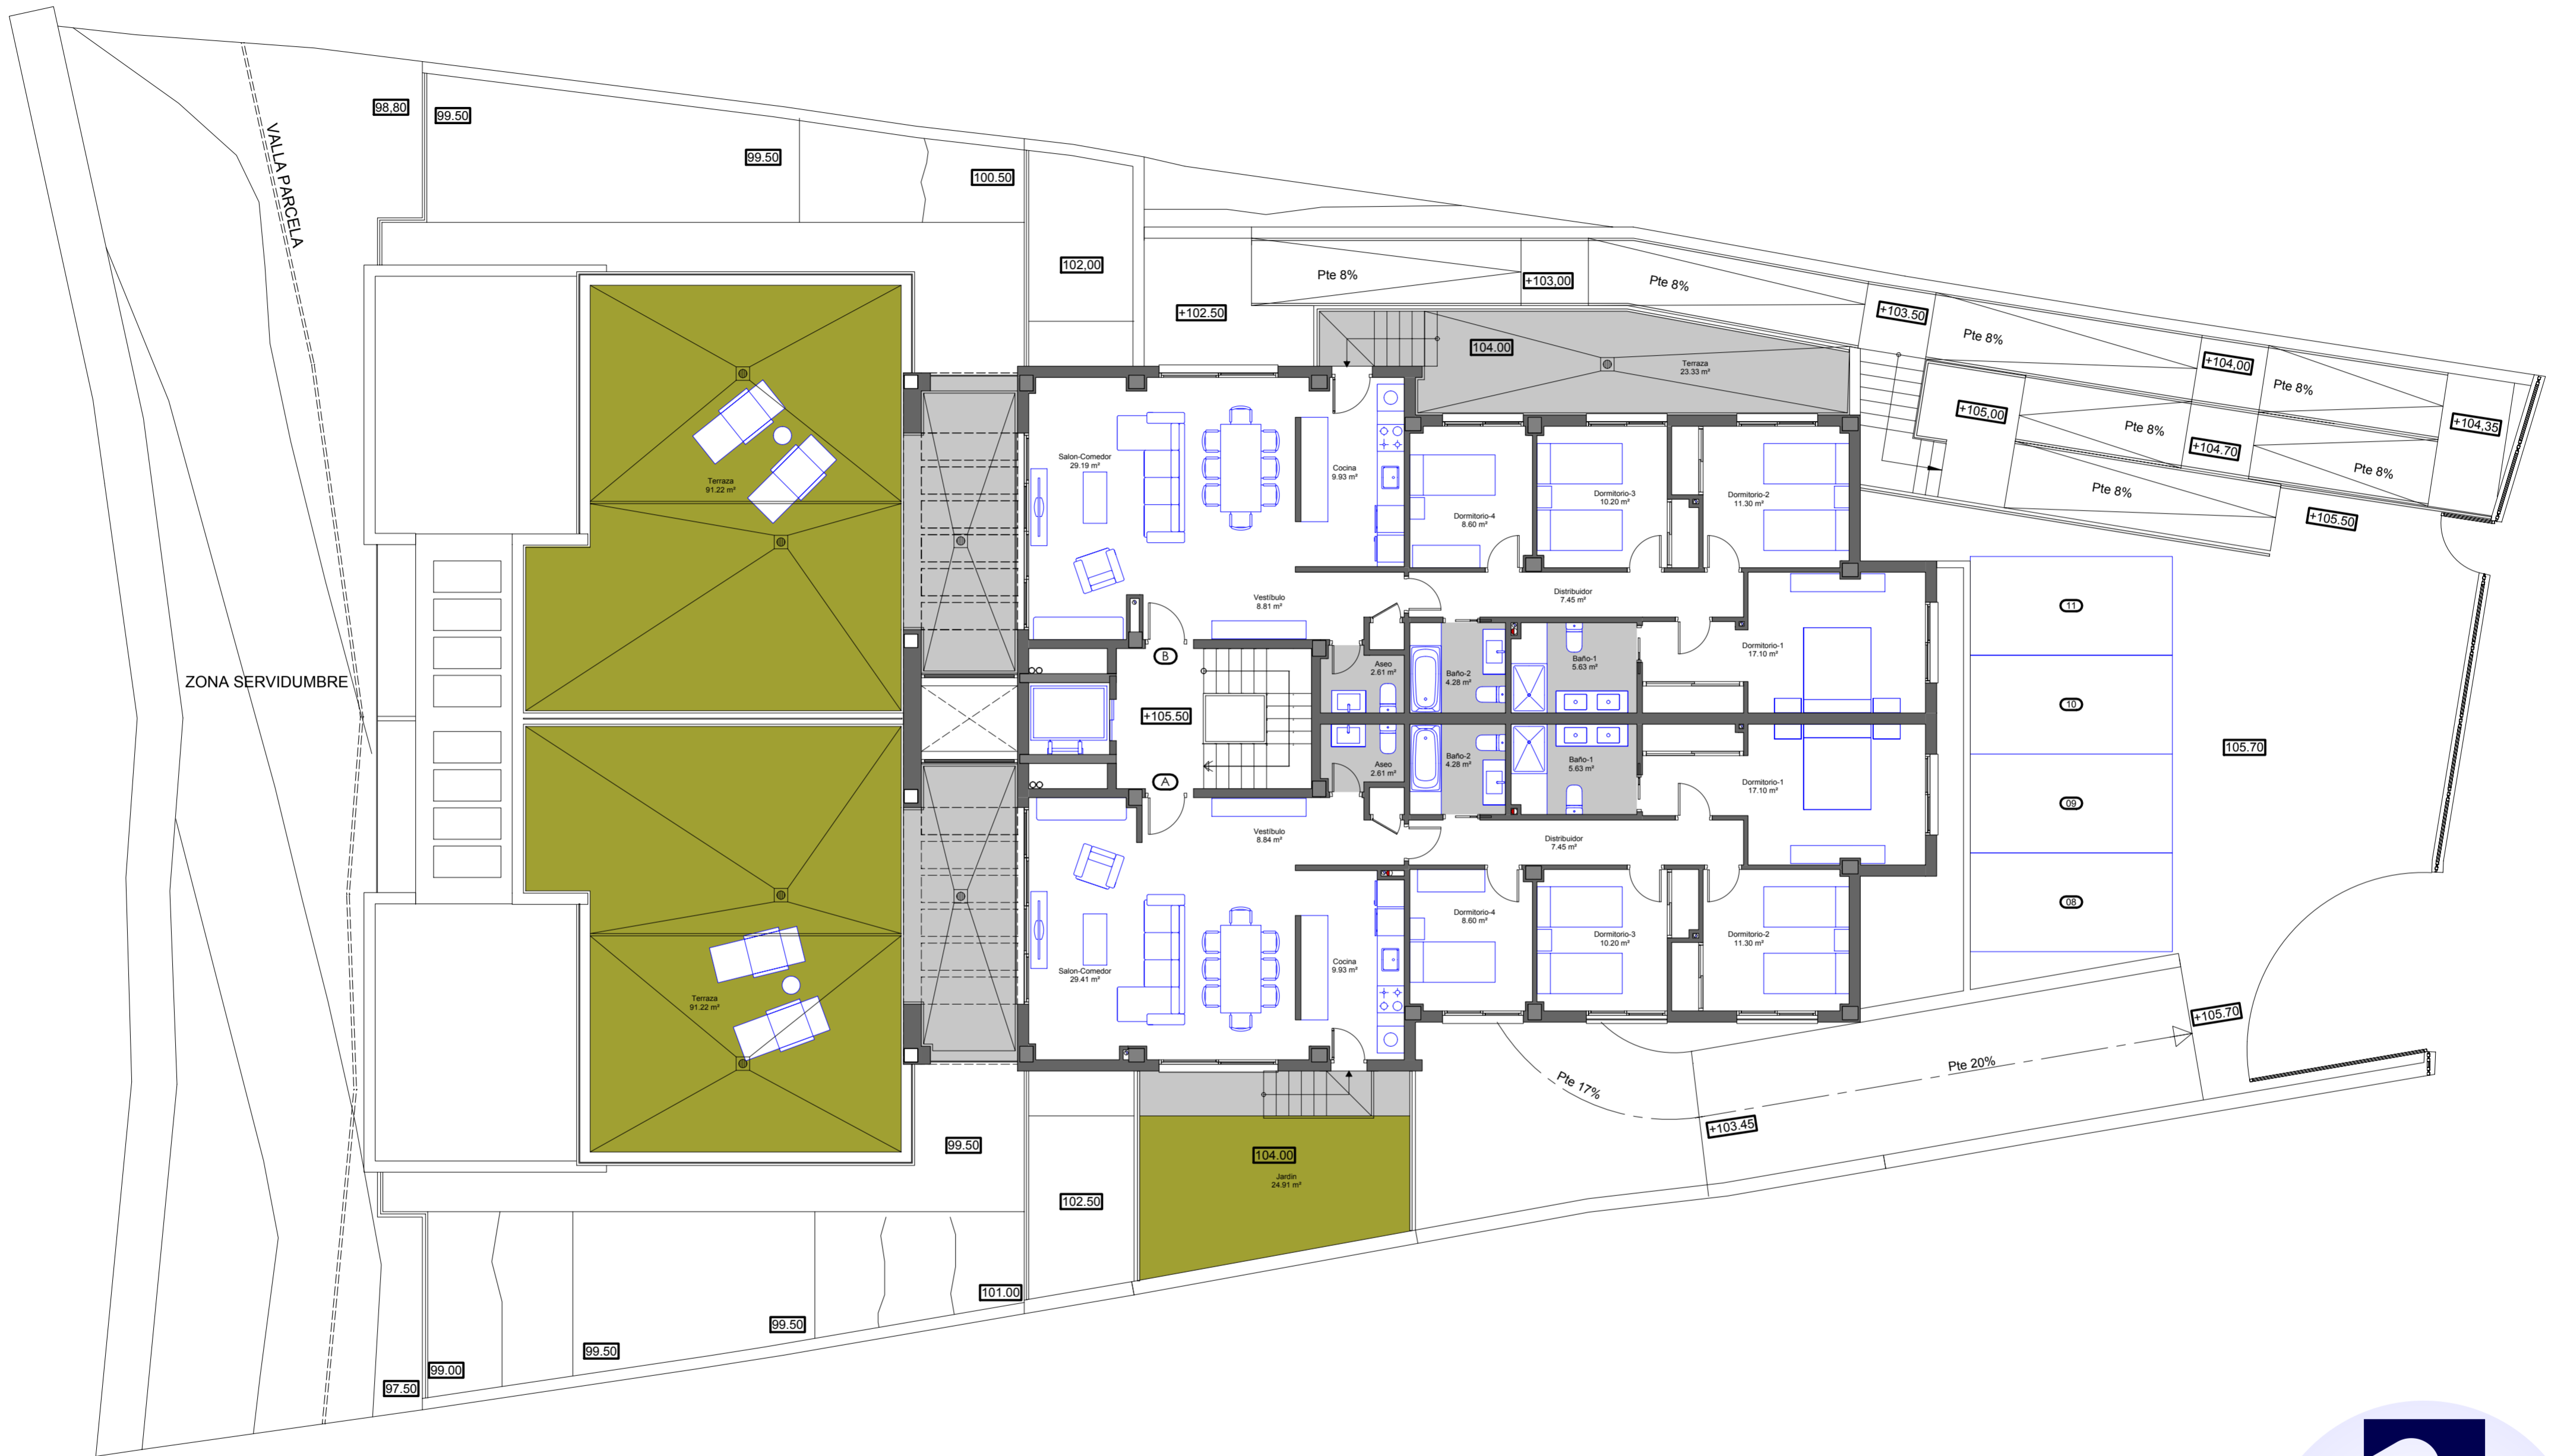 98,80
99.50
VALLA PARCELA
99.50
100.50
102,00
+102.50
Pte 8%
+103,00
Pte 8%
+103.50
Pte 8%
+104,00
Pte 8%
+104,35
104.00
Terraza
23.33 m²
+105,00
Pte 8%
+104.70
Pte 8%
Pte 8%
+105.50
Terraza
91.22 m²
Salon-Comedor
29.19 m²
Cocina
9.93 m²
Dormitorio-4
8.60 m²
Dormitorio-3
10.20 m²
Dormitorio-2
11.30 m²
Vestíbulo
8.81 m²
Distribuidor
7.45 m²
11
B
Aseo
2.61 m²
Baño-2
4.28 m²
Baño-1
5.63 m²
Dormitorio-1
17.10 m²
ZONA SERVIDUMBRE
+105.50
10
105.70
A
Aseo
2.61 m²
Baño-2
4.28 m²
Baño-1
5.63 m²
Dormitorio-1
17.10 m²
09
Vestíbulo
8.84 m²
Distribuidor
7.45 m²
08
Terraza
91.22 m²
Salon-Comedor
29.41 m²
Cocina
9.93 m²
Dormitorio-4
8.60 m²
Dormitorio-3
10.20 m²
Dormitorio-2
11.30 m²
+105.70
Pte 17%
Pte 20%
+103.45
99.50
104.00
Jardin
24.91 m²
102.50
101.00
99.50
99.50
99.00
97.50